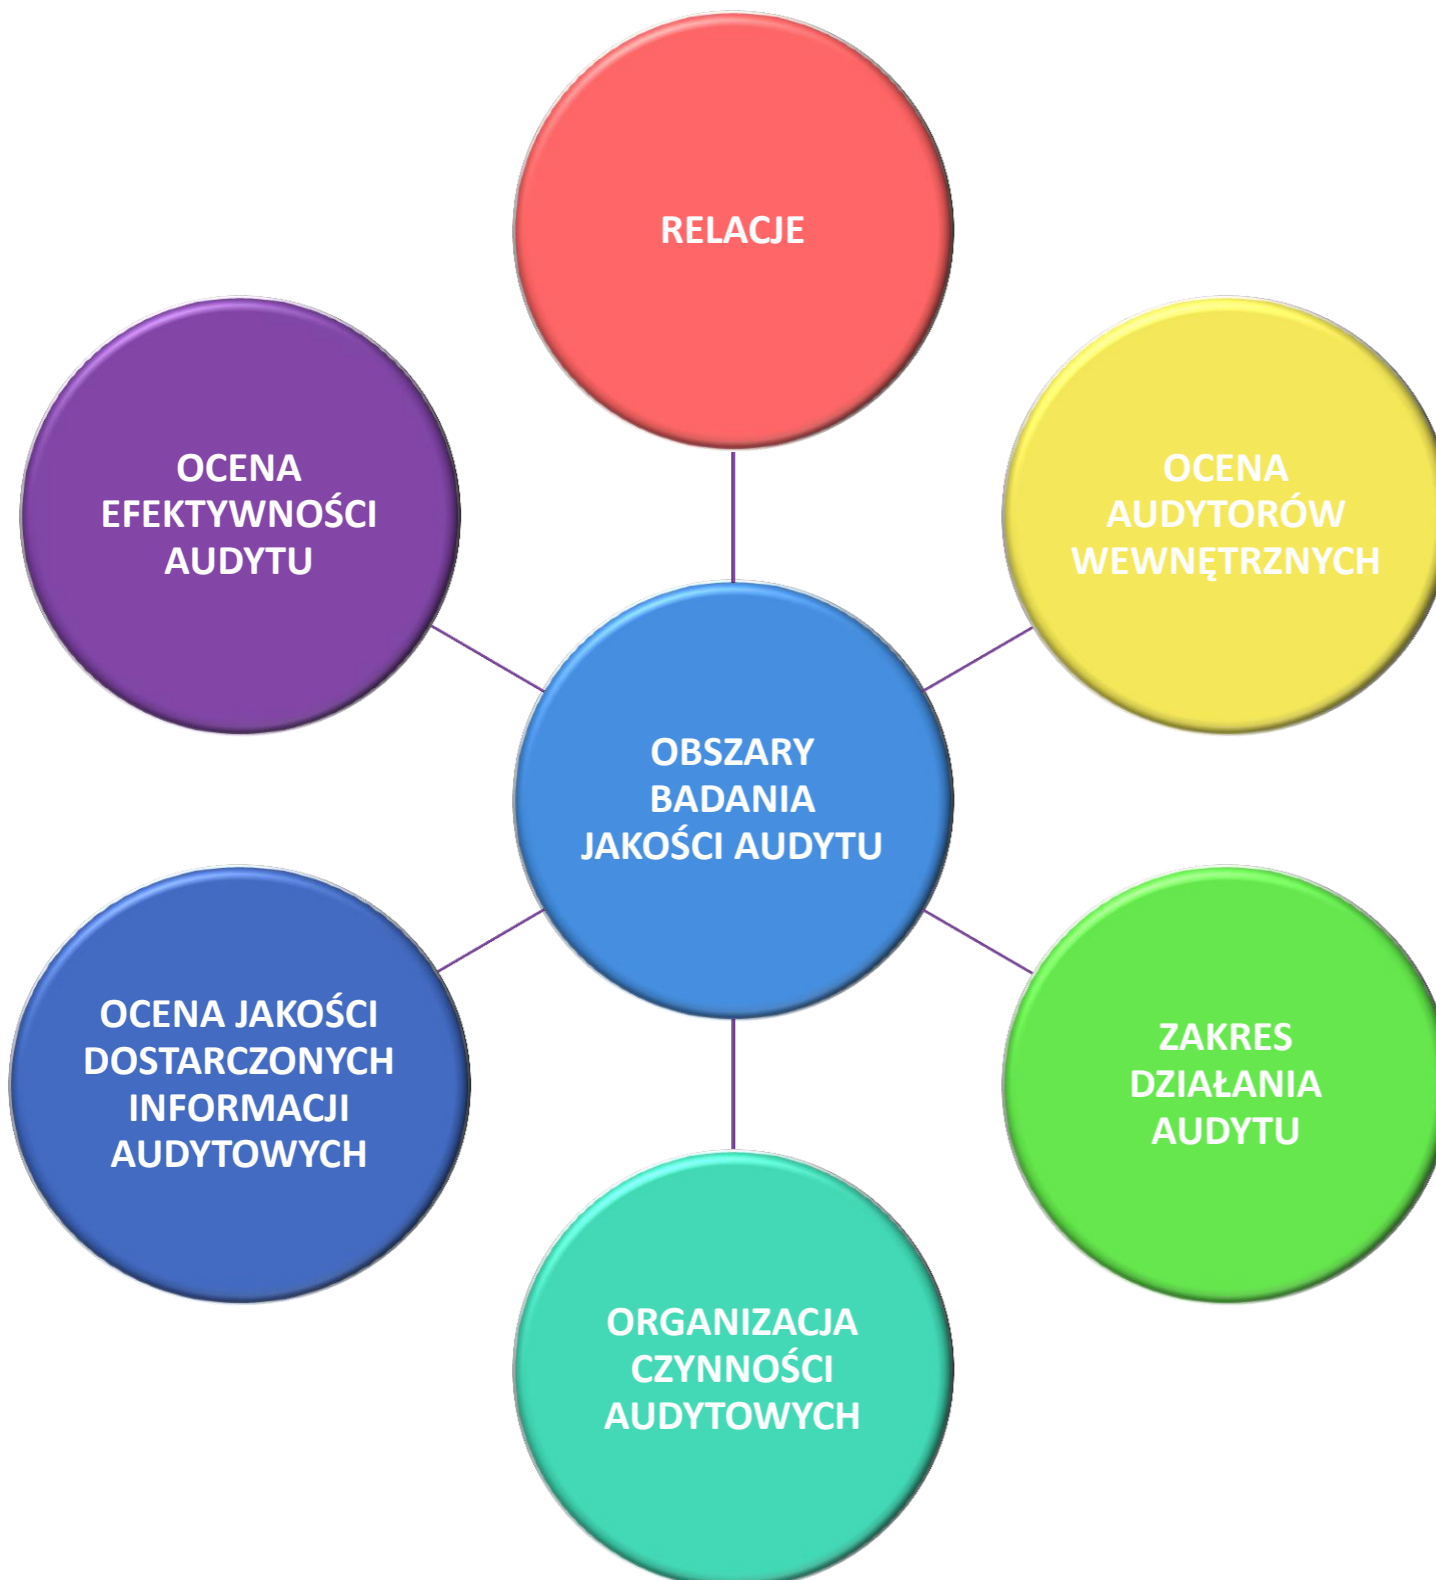 RELACJE
OCENA
EFEKTYWNOŚCI
AUDYTU
OCENA
AUDYTORÓW
WEWNĘTRZNYCH
OBSZARY
BADANIA
JAKOŚCI AUDYTU
OCENA JAKOŚCI
DOSTARCZONYCH
INFORMACJI
AUDYTOWYCH
ZAKRES
DZIAŁANIA
AUDYTU
ORGANIZACJA
CZYNNOŚCI
AUDYTOWYCH